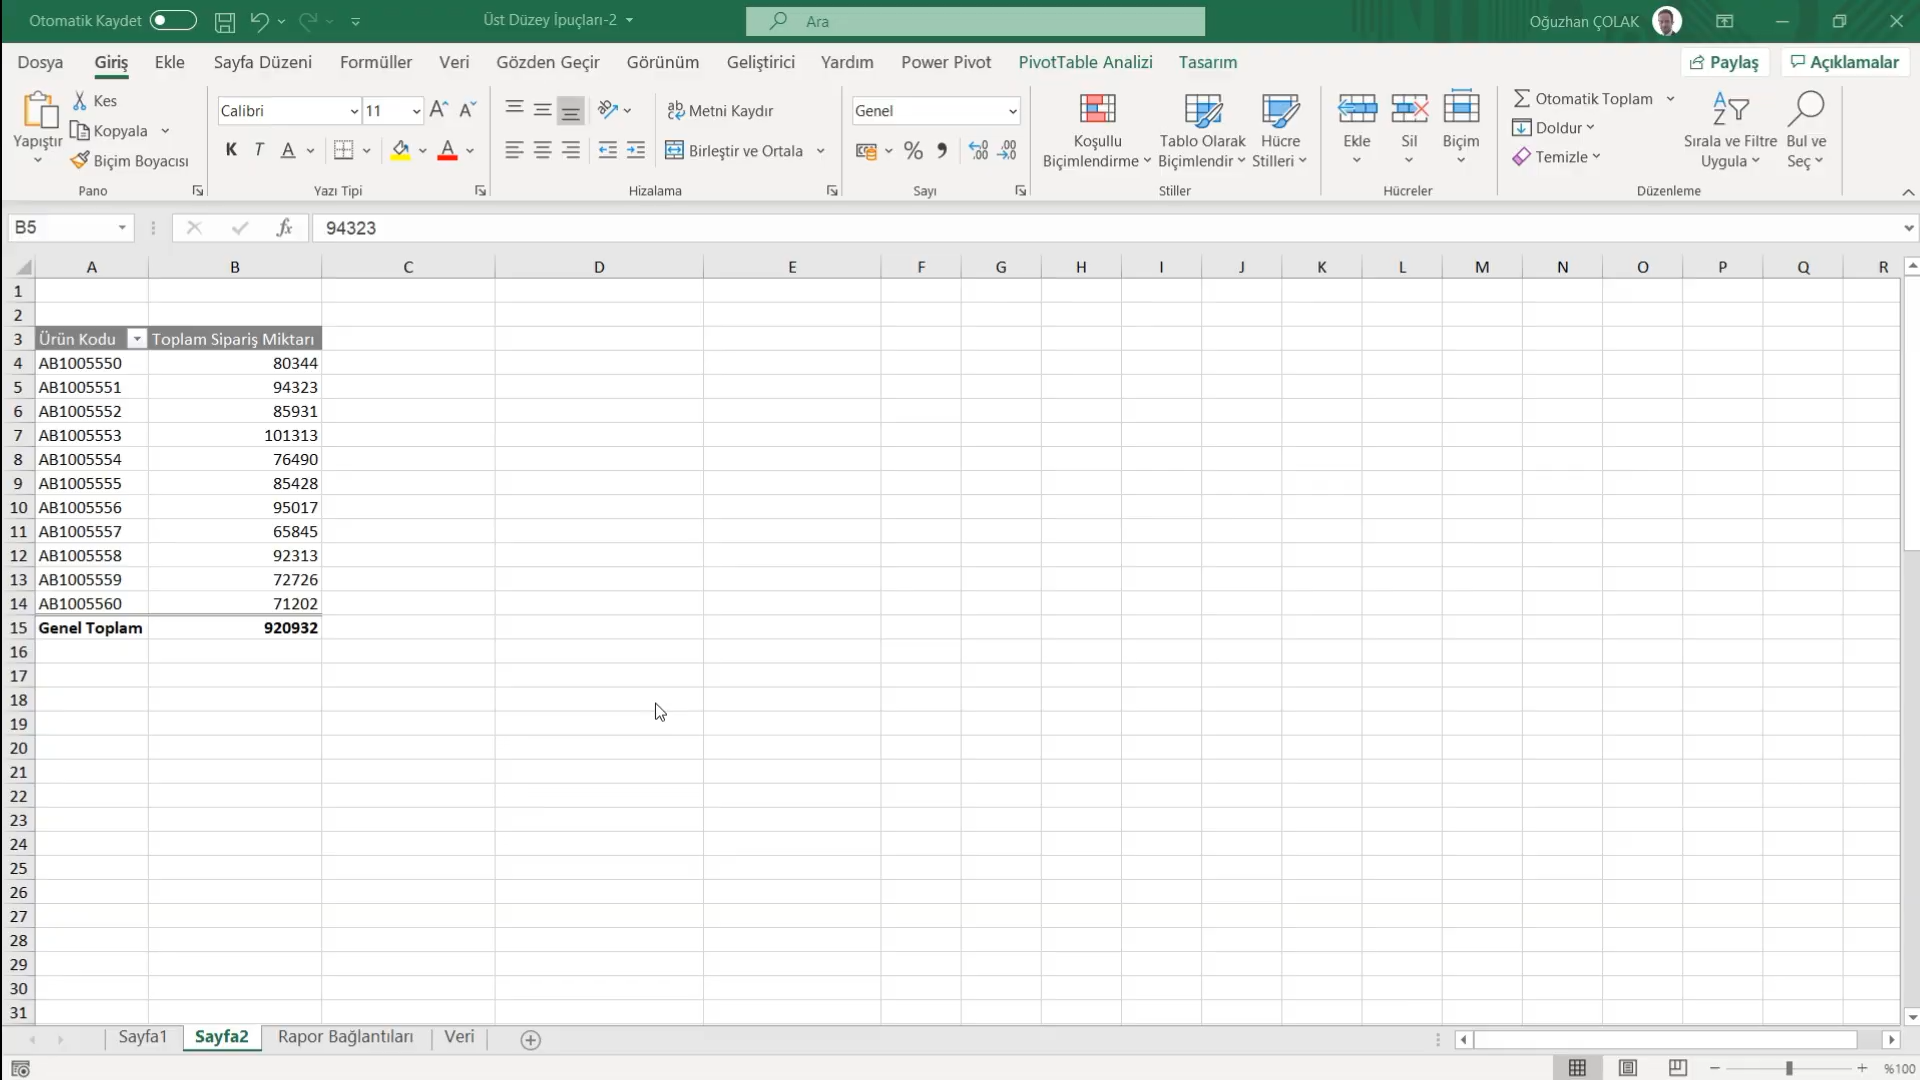 Otomatik Kaydet
Üst Düzey İpuçları-2
Ara
Oğuzhan ÇOLAK
Dosya
Giriş
Ekle
Sayfa Düzeni
Formüller
Veri
Gözden Geçir
Görünüm
Geliştirici
Yardım
Power Pivot
PivotTable Analizi
Tasarım
Paylaş
Açıklamalar
Yapıştır
Kes
Kopyala
Biçim Boyacısı
Pano
Calibri
11
K T A
Yazı Tipi
Metni Kaydır
Birleştir ve Ortala
Hizalama
Genel
Sayı
Koşullu
Biçimlendirme
Tablo Olarak
Biçimlendir
Hücre
Stilleri
Stiller
Ekle
Sil
Biçim
Hücreler
Otomatik Toplam
Doldur
Temizle
Sırala ve Filtre
Uygula
Bul ve
Seç
Düzenleme
B5
fx
94323
A B C D E F G H I J K L M N O P Q R
1
2
3 Ürün Kodu Toplam Sipariş Miktarı
4 AB1005550 80344
5 AB1005551 94323
6 AB1005552 85931
7 AB1005553 101313
8 AB1005554 76490
9 AB1005555 85428
10 AB1005556 95017
11 AB1005557 65845
12 AB1005558 92313
13 AB1005559 72726
14 AB1005560 71202
15 Genel Toplam 920932
16
17
18
19
20
21
22
23
24
25
26
27
28
29
30
31
Sayfa1
Sayfa2
Rapor Bağlantıları
Veri
%100